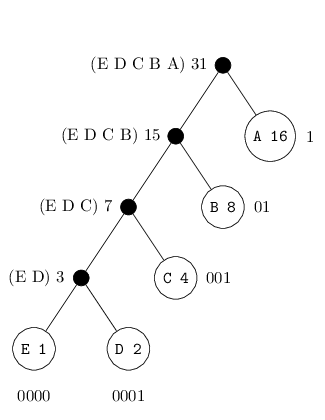 (E D C B A) 31
(E D C B) 15
A 16
1
(E D C) 7
B 8
01
(E D) 3
C 4
001
E 1
D 2
0000
0001